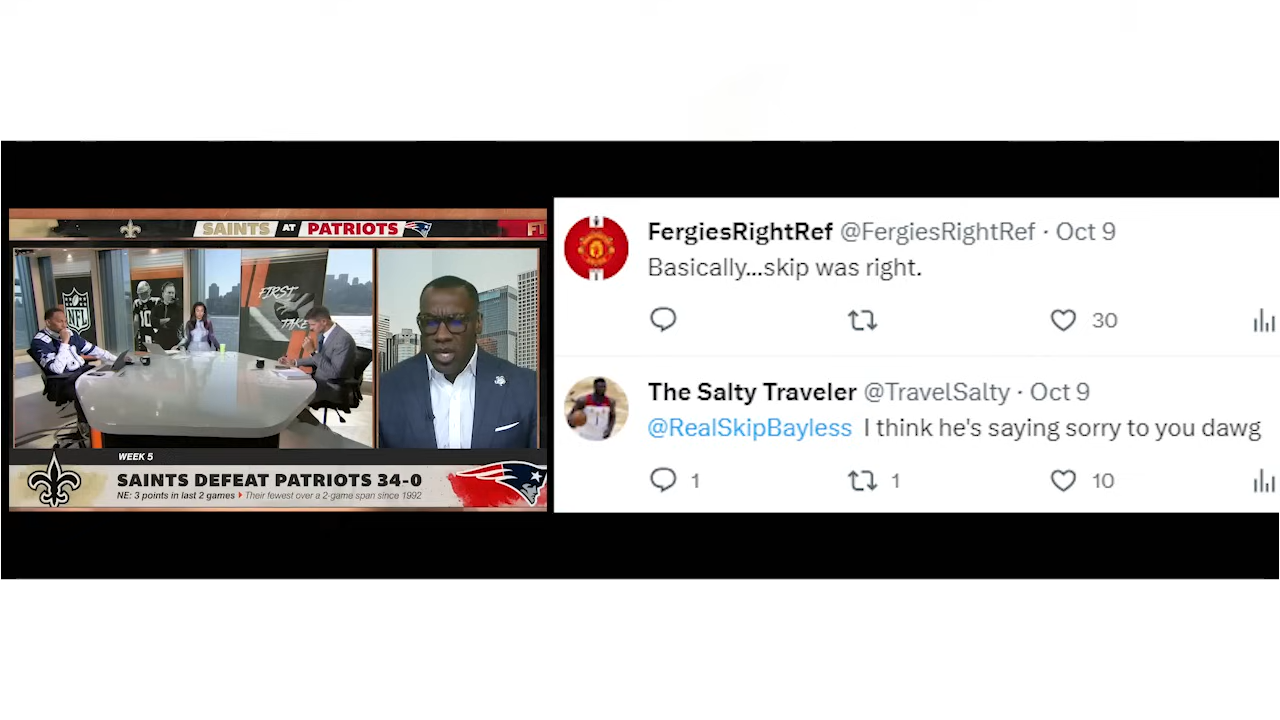 SAINTS AT PATRIOTS
NFL
10
FIRST
TAKE
WEEK 5
SAINTS DEFEAT PATRIOTS 34-0
NE: 3 points in last 2 games Their fewest over a 2-game span since 1992
FergiesRightRef @FergiesRightRef · Oct 9
Basically...skip was right.
30
The Salty Traveler @TravelSalty · Oct 9
@RealSkipBayless I think he's saying sorry to you dawg
1 1 10